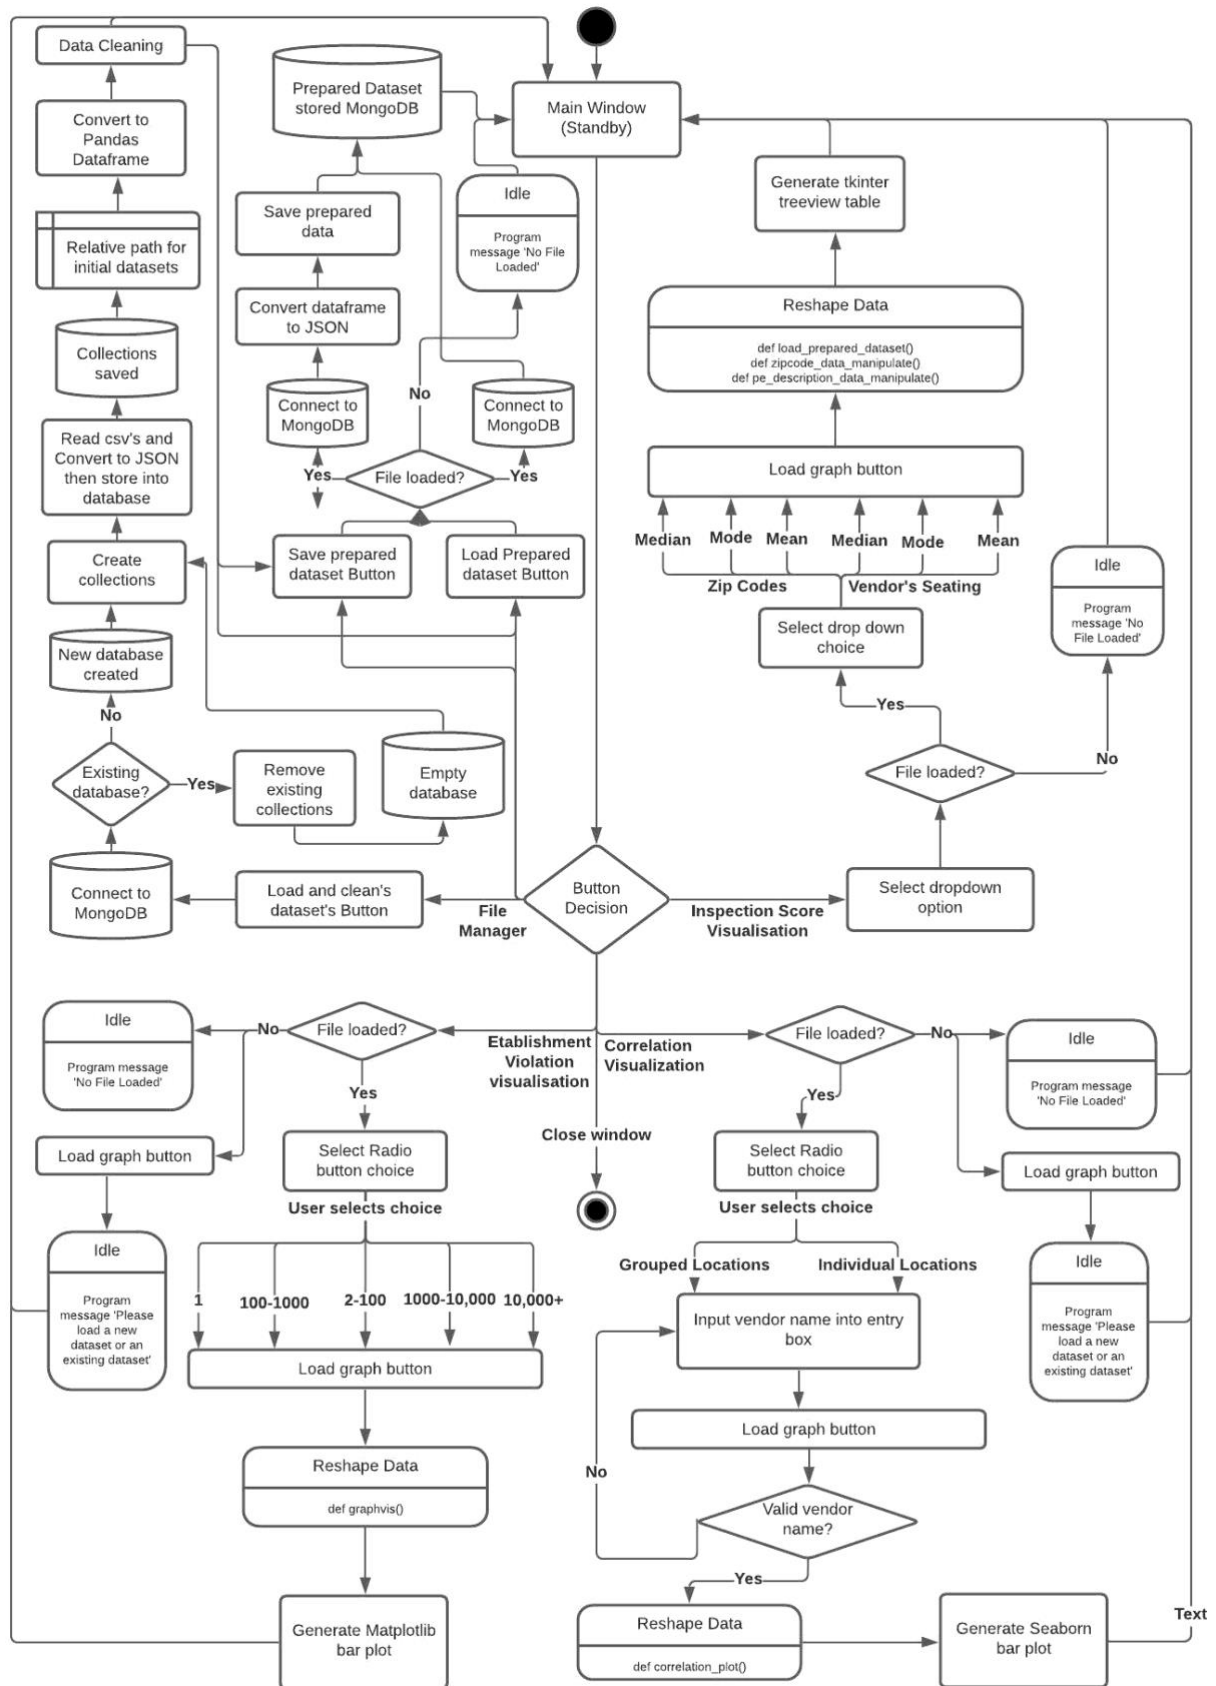 Data Cleaning
Convert to
Pandas
Dataframe
Relative path for
initial datasets
Collections
saved
Read csv's and
Convert to JSON
then store into
database
Create
collections
New database
created
No
Existing
database?
Yes
Remove
existing
collections
Empty
database
Connect to
MongoDB
Load and clean's
dataset's Button
File
Manager
Prepared Dataset
stored MongoDB
Save prepared
data
Convert dataframe
to JSON
Connect to
MongoDB
Yes
File loaded?
Yes
Connect to
MongoDB
No
Idle
Program
message 'No File
Loaded'
Save prepared
dataset Button
Load Prepared
dataset Button
Main Window
(Standby)
Button
Decision
Generate tkinter
treeview table
Reshape Data
def load_prepared_dataset()
def zipcode_data_manipulate()
def pe_description_data_manipulate()
Load graph button
Median
Mode
Mean
Median
Mode
Mean
Zip Codes
Vendor's Seating
Select drop down
choice
Yes
File loaded?
No
Idle
Program
message 'No
File Loaded'
Inspection Score
Visualisation
Select dropdown
option
Idle
Program message
'No File Loaded'
No
File loaded?
Etablishment
Violation
visualisation
Yes
Load graph button
Idle
Program
message 'Please
load a new
dataset or an
existing dataset'
Select Radio
button choice
User selects choice
1
100-1000
2-100
1000-10,000
10,000+
Load graph button
Reshape Data
def graphvis()
Generate Matplotlib
bar plot
Close window
Correlation
Visualization
File loaded?
No
Idle
Program message
'No File Loaded'
Load graph button
Idle
Program
message 'Please
load a new
dataset or an
existing dataset'
Yes
Select Radio
button choice
User selects choice
Grouped Locations
Individual Locations
Input vendor name into entry
box
Load graph button
No
Valid vendor
name?
Yes
Reshape Data
def correlation_plot()
Generate Seaborn
bar plot
Text